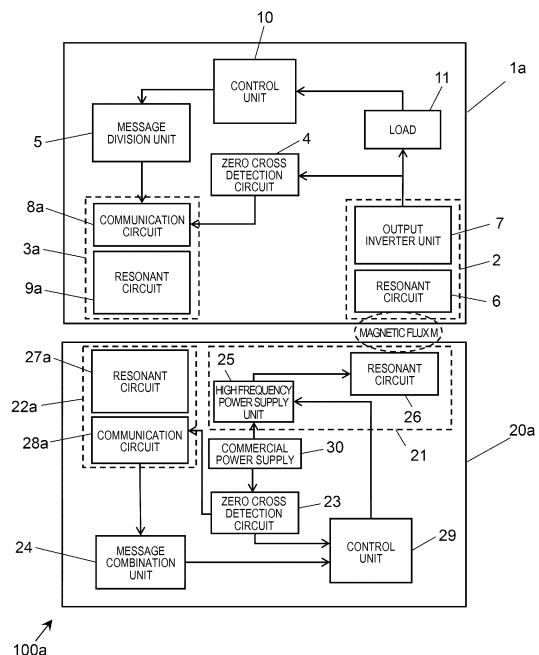 10
1a
CONTROL
UNIT
11
LOAD
5
MESSAGE
DIVISION UNIT
4
ZERO CROSS
DETECTION
CIRCUIT
8a
COMMUNICATION
CIRCUIT
3a
RESONANT
CIRCUIT
9a
OUTPUT
INVERTER UNIT
7
2
RESONANT
CIRCUIT
6
MAGNETIC FLUX M
27a
RESONANT
CIRCUIT
22a
28a
COMMUNICATION
CIRCUIT
25
HIGH FREQUENCY
POWER SUPPLY
UNIT
RESONANT
CIRCUIT
26
21
20a
COMMERCIAL
POWER SUPPLY
30
ZERO CROSS
DETECTION
CIRCUIT
23
24
MESSAGE
COMBINATION
UNIT
CONTROL
UNIT
29
100a